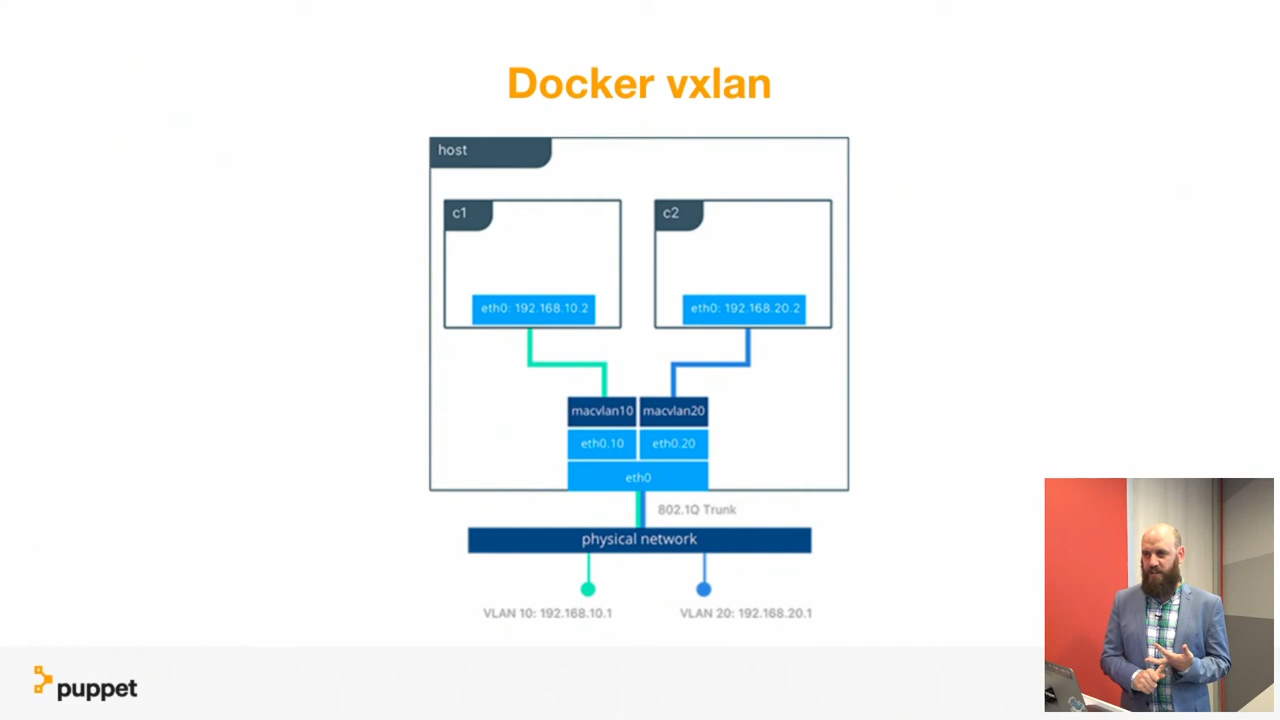 Docker vxlan
host
c1
c2
eth0: 192.168.10.2
eth0: 192.168.20.2
macvlan10
macvlan20
eth0.10
eth0.20
eth0
802.1Q Trunk
physical network
VLAN 10: 192.168.10.1
VLAN 20: 192.168.20.1
puppet